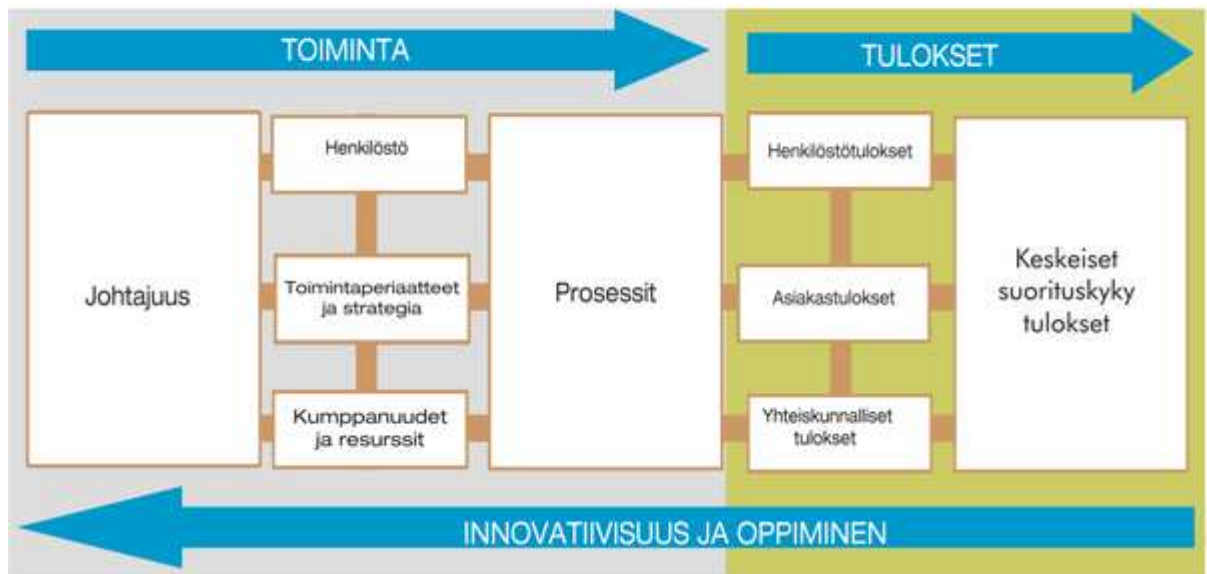 TOIMINTA
TULOKSET
Johtajuus
Henkilöstö
Toimintaperiaatteet
ja strategia
Kumppanuudet
ja resurssit
Prosessit
Henkilöstötulokset
Asiakastulokset
Yhteiskunnalliset
tulokset
Keskeiset
suorituskyky
tulokset
INNOVATIIVISUUS JA OPPIMINEN